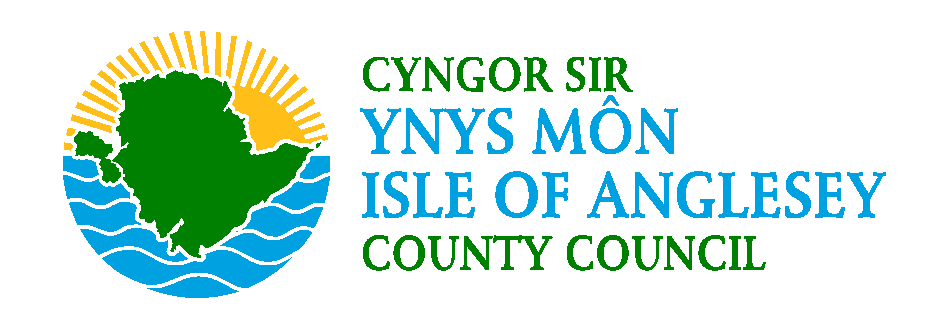 CYNGOR SIR
YNYS MÔN
ISLE OF ANGLESEY
COUNTY COUNCIL